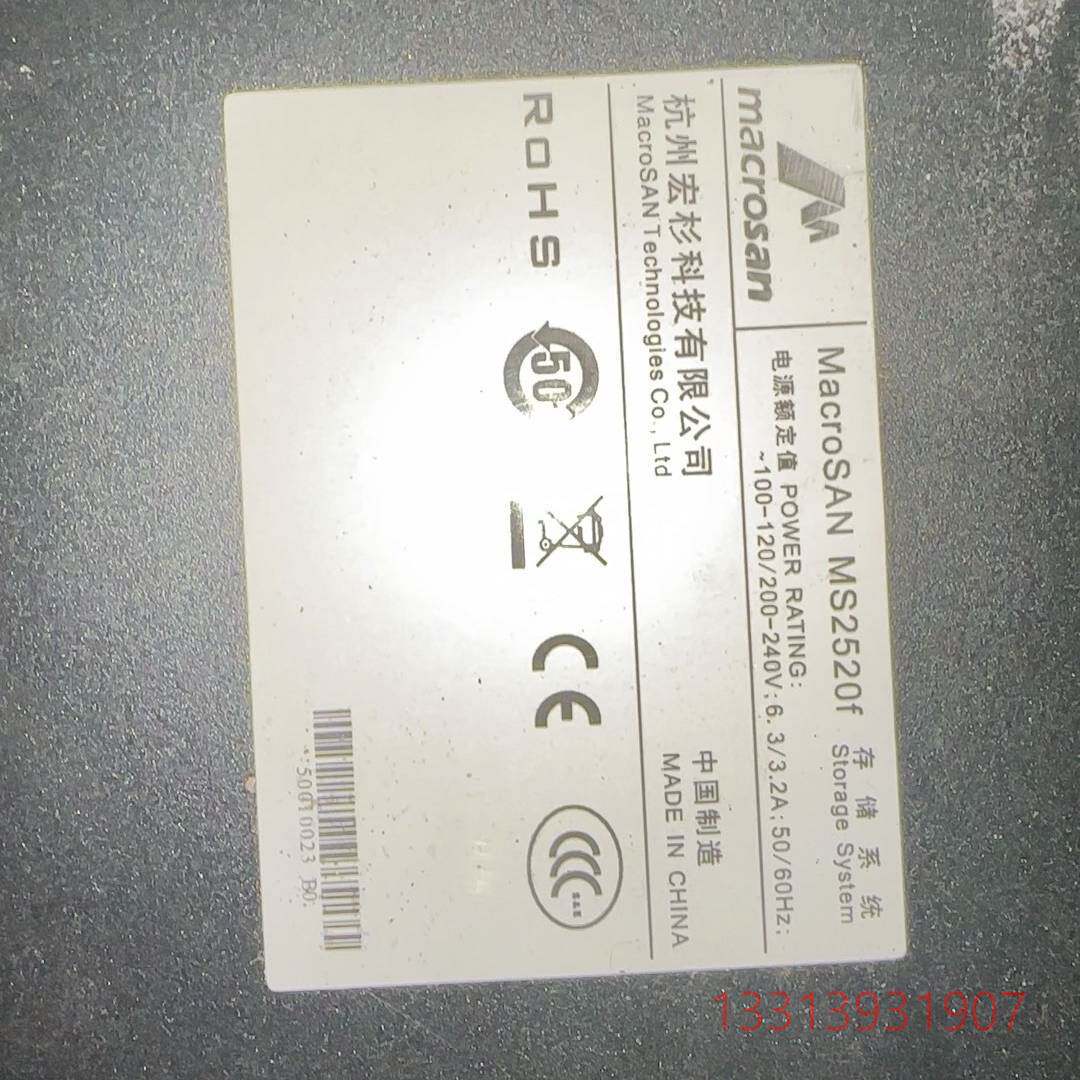 macrosan
MacroSAN MS2520f 存储系统
Storage System
电源额定值 POWER RATING:
~100-120/200-240V;6.3/3.2A;50/60Hz;
杭州宏杉科技有限公司
MacroSAN Technologies Co., Ltd
中国制造
MADE IN CHINA
RoHS
50
CE
CCC
S&E
13313931907